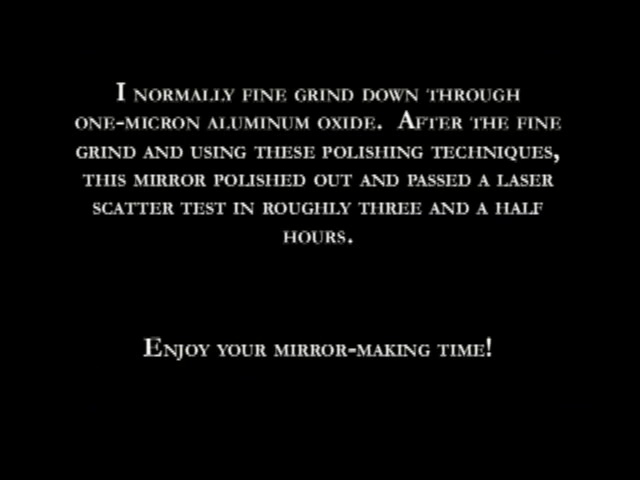 I normally fine grind down through
one-micron aluminum oxide.  After the fine
grind and using these polishing techniques,
this mirror polished out and passed a laser
scatter test in roughly three and a half
hours.
Enjoy your mirror-making time!